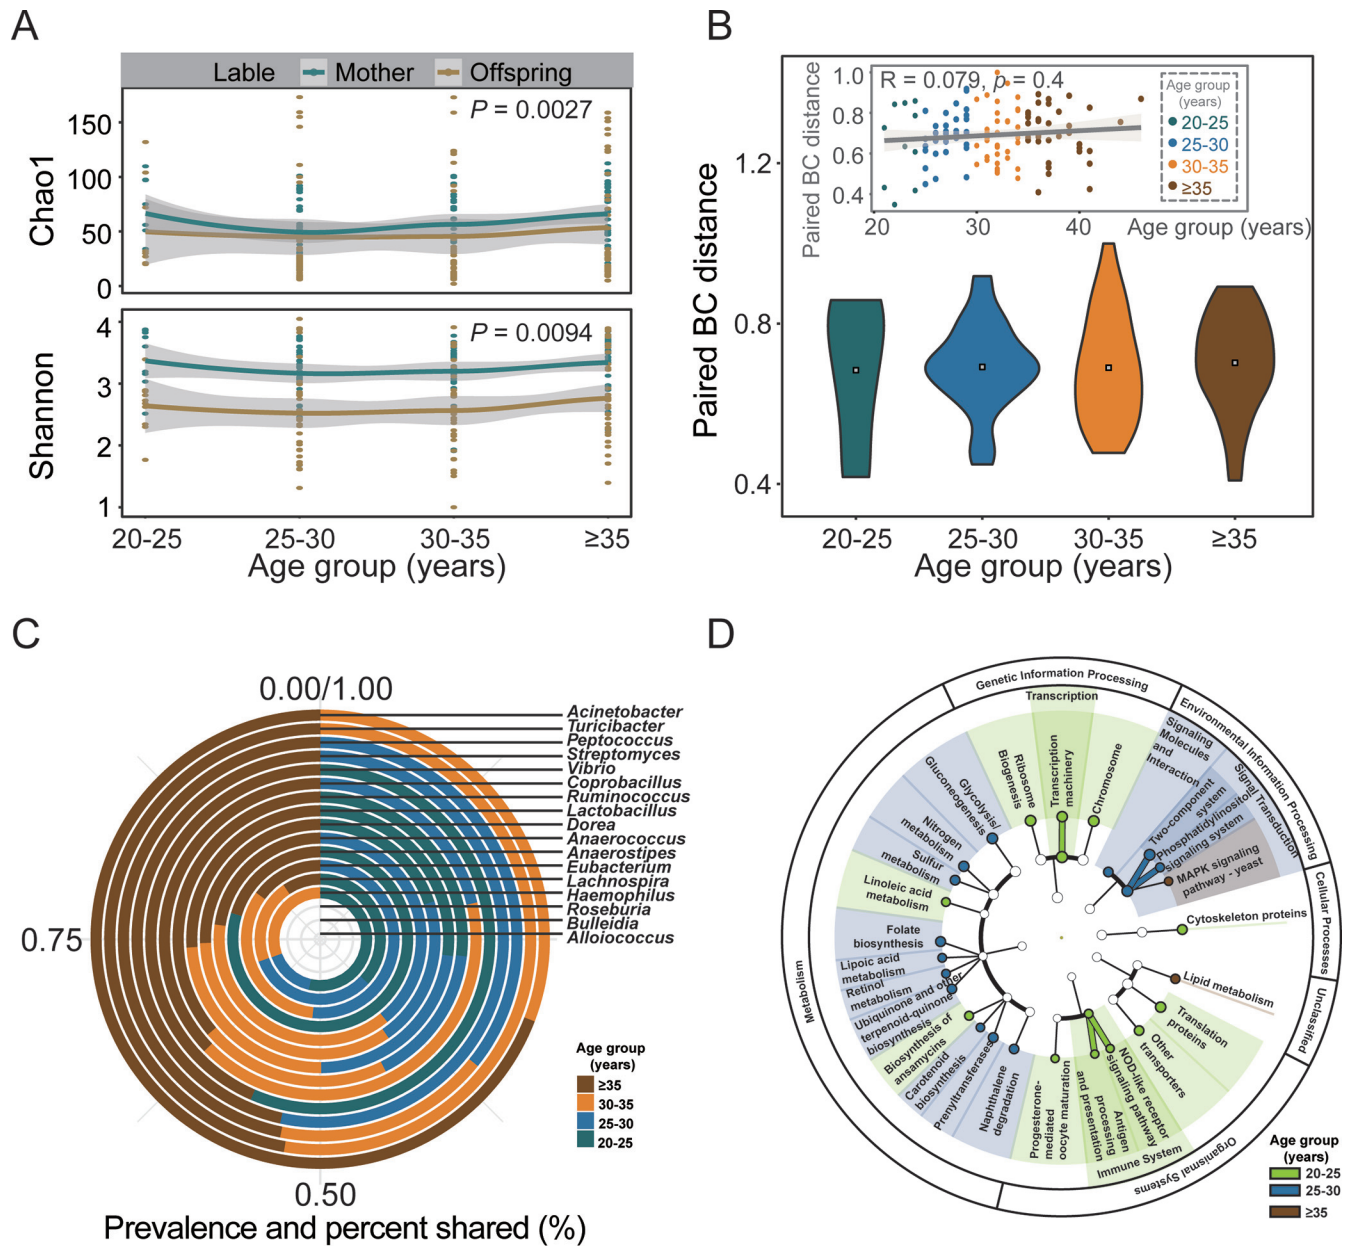 A
Lable Mother Offspring
P = 0.0027
150
100
50
0
Chao1
P = 0.0094
4
3
2
1
Shannon
20-25 25-30 30-35 ≥35
Age group (years)
B
R = 0.079, p = 0.4
1.0
0.8
0.6
0.4
Paired BC distance
20 30 40 Age group (years)
Age group
(years)
20-25
25-30
30-35
≥35
1.2
0.8
0.4
Paired BC distance
20-25 25-30 30-35 ≥35
Age group (years)
C
0.00/1.00
0.75
0.50
Acinetobacter
Turicibacter
Peptococcus
Streptomyces
Vibrio
Coprobacillus
Ruminococcus
Lactobacillus
Dorea
Anaerococcus
Anaerostipes
Eubacterium
Lachnospira
Haemophilus
Roseburia
Bulleidia
Alloiococcus
Age group
(years)
≥35
30-35
25-30
20-25
Prevalence and percent shared (%)
D
Genetic Information Processing
Environmental Information Processing
Cellular Processes
Unclassified
Organismal Systems
Metabolism
Transcription
Ribosome
Biogenesis
Transcription
machinery
Chromosome
Signaling
Molecules
and
Interaction
Signal Transduction
Two-component
system
Phosphatidylinositol
signaling system
MAPK signaling
pathway - yeast
Cytoskeleton proteins
Lipid metabolism
Translation
proteins
Other
transporters
NOD-like receptor
signaling pathway
Antigen
processing
and presentation
Immune System
Progesterone-
mediated
oocyte maturation
Naphthalene
degradation
Prenyltransferases
Carotenoid
biosynthesis
Biosynthesis of
ansamycins
Ubiquinone and other
terpenoid-quinone
biosynthesis
Retinol
metabolism
Lipoic acid
metabolism
Folate
biosynthesis
Linoleic acid
metabolism
Sulfur
metabolism
Nitrogen
metabolism
Glycolysis/
Gluconeogenesis
Age group
(years)
20-25
25-30
≥35